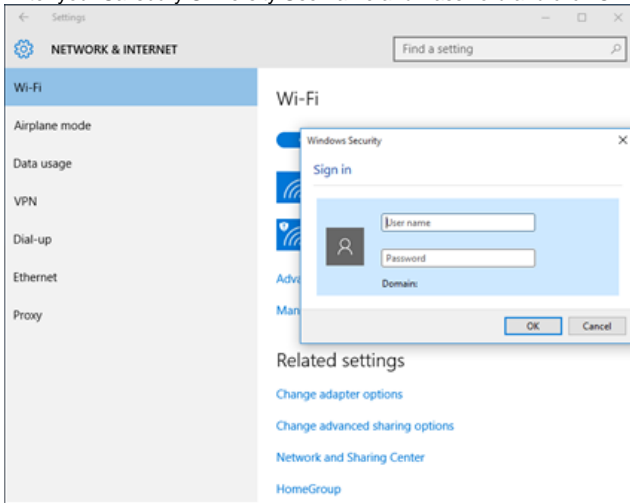 Settings
NETWORK & INTERNET
Find a setting
Wi-Fi
Airplane mode
Data usage
VPN
Dial-up
Ethernet
Proxy
Wi-Fi
Windows Security
Sign in
User name
Password
Domain:
OK Cancel
Related settings
Change adapter options
Change advanced sharing options
Network and Sharing Center
HomeGroup